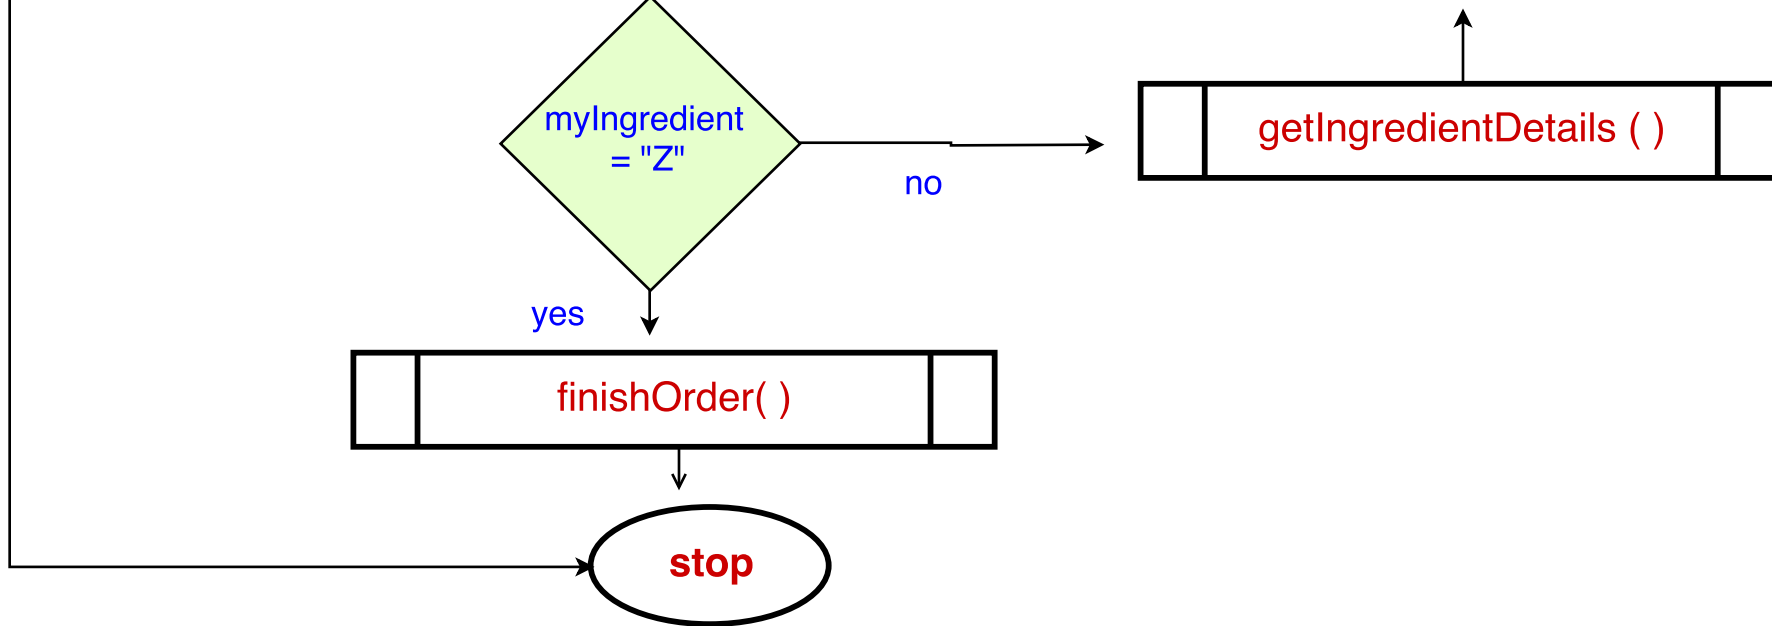 myIngredient
= "Z"
getIngredientDetails ( )
no
yes
finishOrder( )
stop